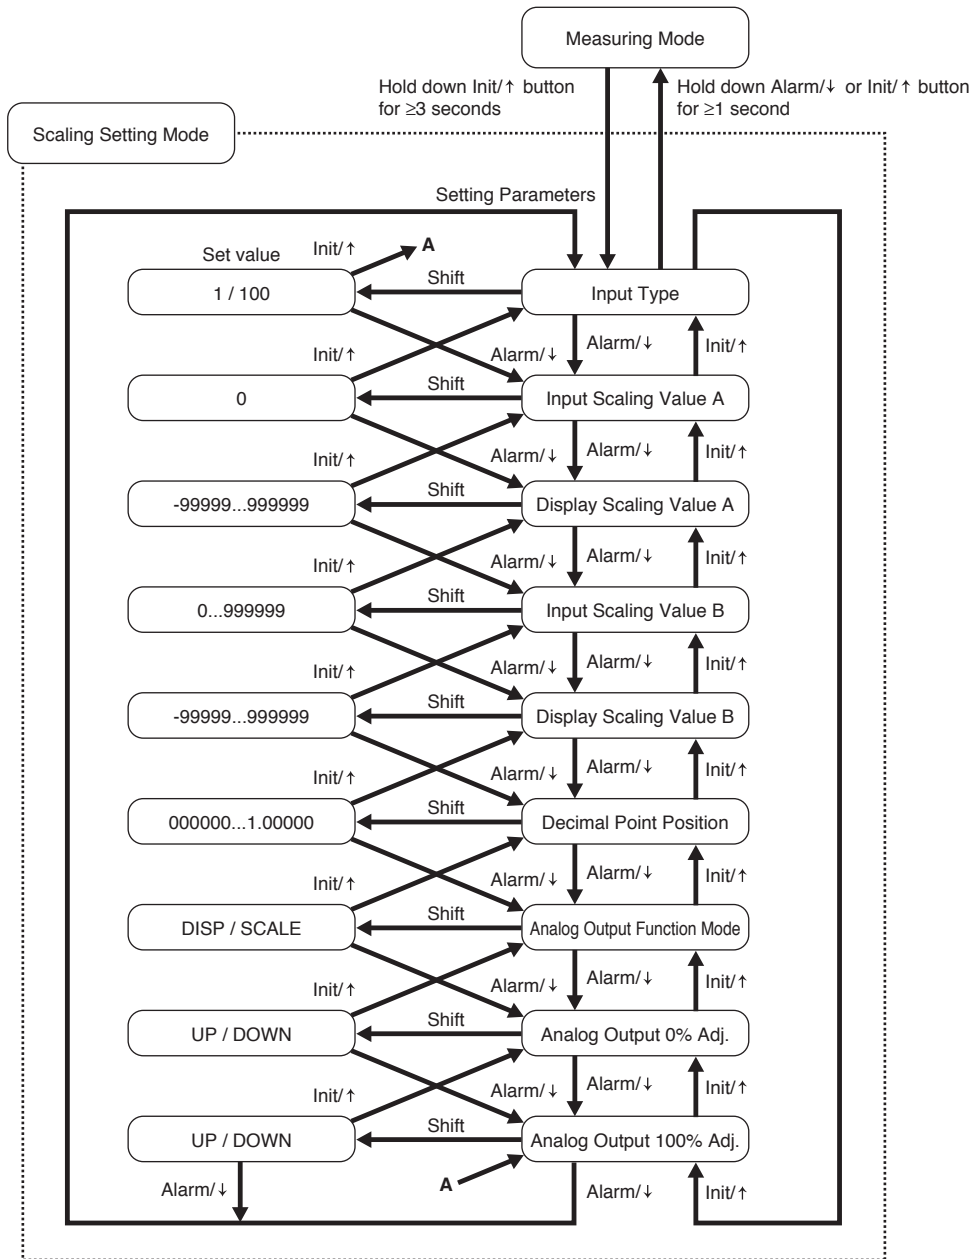 Measuring Mode
Hold down Init/↑ button
for ≥3 seconds
Hold down Alarm/↓ or Init/↑ button
for ≥1 second
Scaling Setting Mode
Setting Parameters
Set value
Init/↑
A
1 / 100
Shift
Input Type
Init/↑
Alarm/↓
Alarm/↓
Init/↑
0
Shift
Input Scaling Value A
Init/↑
Alarm/↓
Alarm/↓
Init/↑
-99999...999999
Shift
Display Scaling Value A
Init/↑
Alarm/↓
Alarm/↓
Init/↑
0...999999
Shift
Input Scaling Value B
Init/↑
Alarm/↓
Alarm/↓
Init/↑
-99999...999999
Shift
Display Scaling Value B
Init/↑
Alarm/↓
Alarm/↓
Init/↑
000000...1.00000
Shift
Decimal Point Position
Init/↑
Alarm/↓
Alarm/↓
Init/↑
DISP / SCALE
Shift
Analog Output Function Mode
Init/↑
Alarm/↓
Alarm/↓
Init/↑
UP / DOWN
Shift
Analog Output 0% Adj.
Init/↑
Alarm/↓
Alarm/↓
Init/↑
UP / DOWN
Shift
Analog Output 100% Adj.
Alarm/↓
A
Alarm/↓
Init/↑